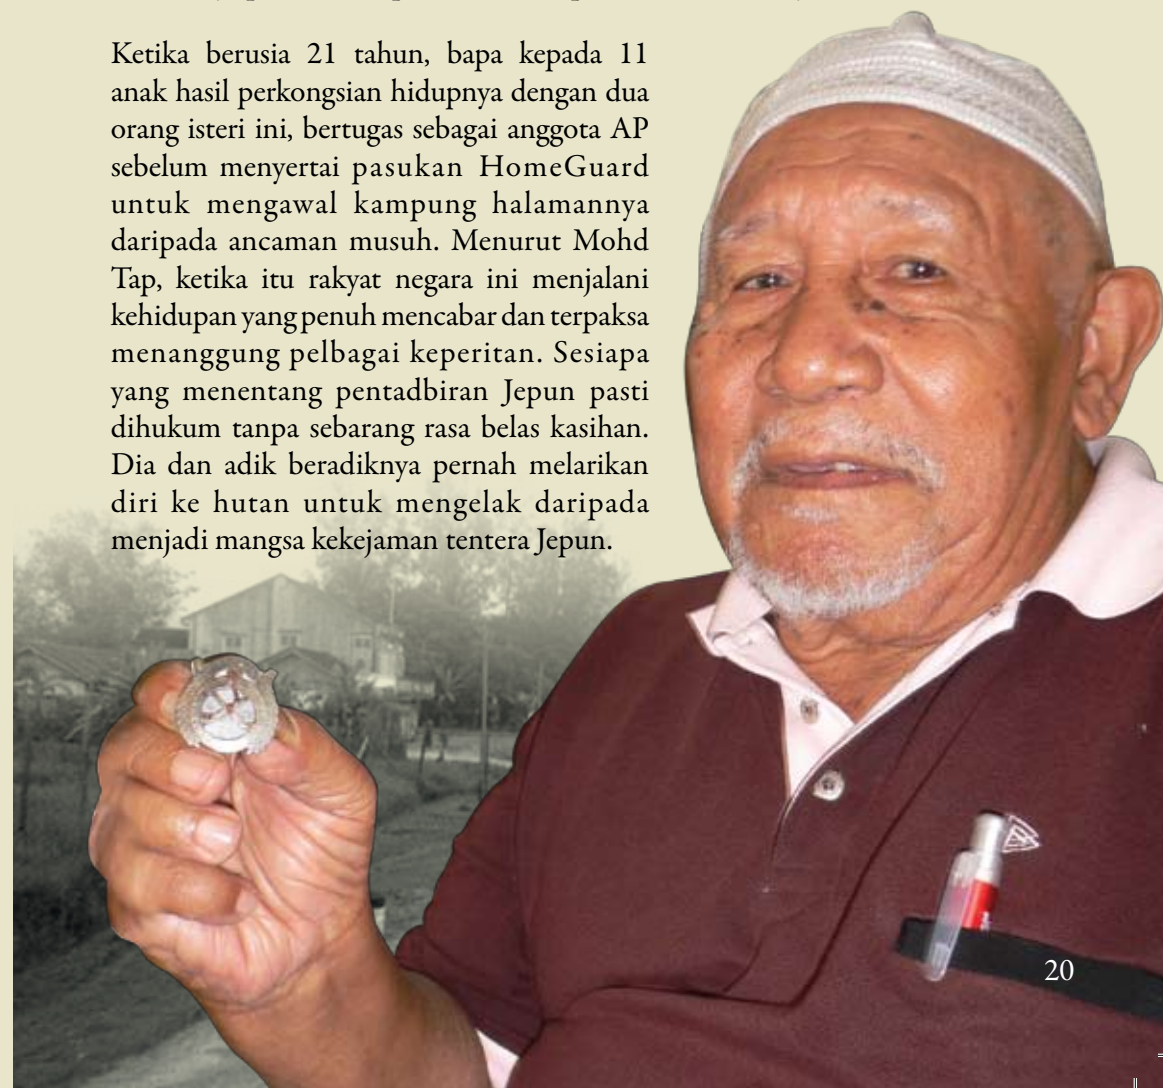 Ketika berusia 21 tahun, bapa kepada 11
anak hasil perkongsian hidupnya dengan dua
orang isteri ini, bertugas sebagai anggota AP
sebelum menyertai pasukan HomeGuard
untuk mengawal kampung halamannya
daripada ancaman musuh. Menurut Mohd
Tap, ketika itu rakyat negara ini menjalani
kehidupan yang penuh mencabar dan terpaksa
menanggung pelbagai keperitan. Sesiapa
yang menentang pentadbiran Jepun pasti
dihukum tanpa sebarang rasa belas kasihan.
Dia dan adik beradiknya pernah melarikan
diri ke hutan untuk mengelak daripada
menjadi mangsa kekejaman tentera Jepun.
20